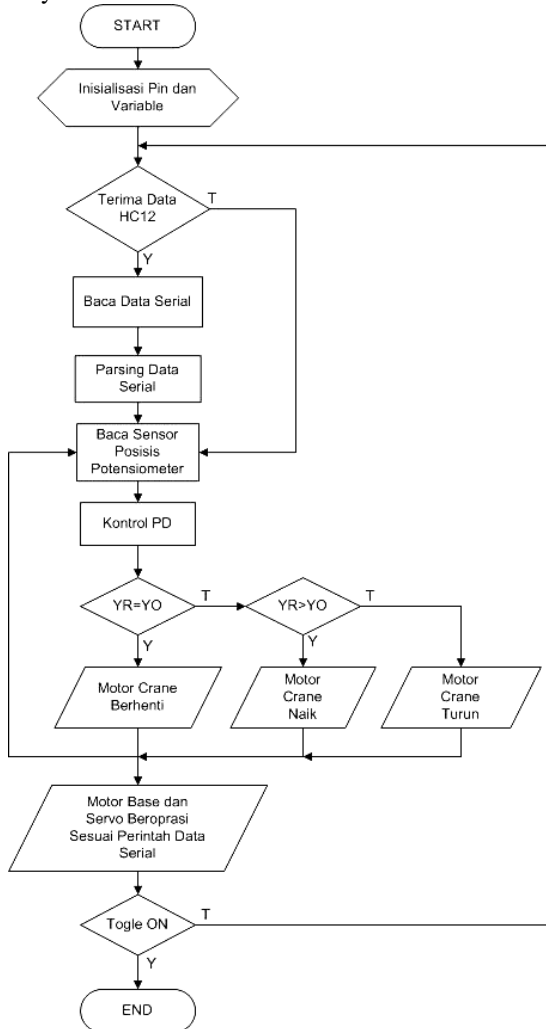 START
Inisialisasi Pin dan
Variable
Terima Data
HC12
T
Y
Baca Data Serial
Parsing Data
Serial
Baca Sensor
Posisis
Potensiometer
Kontrol PD
YR=YO
T
YR>YO
T
Y
Y
Motor Crane
Berhenti
Motor
Crane
Naik
Motor
Crane
Turun
Motor Base dan
Servo Beroprasi
Sesuai Perintah Data
Serial
Togle ON
T
Y
END